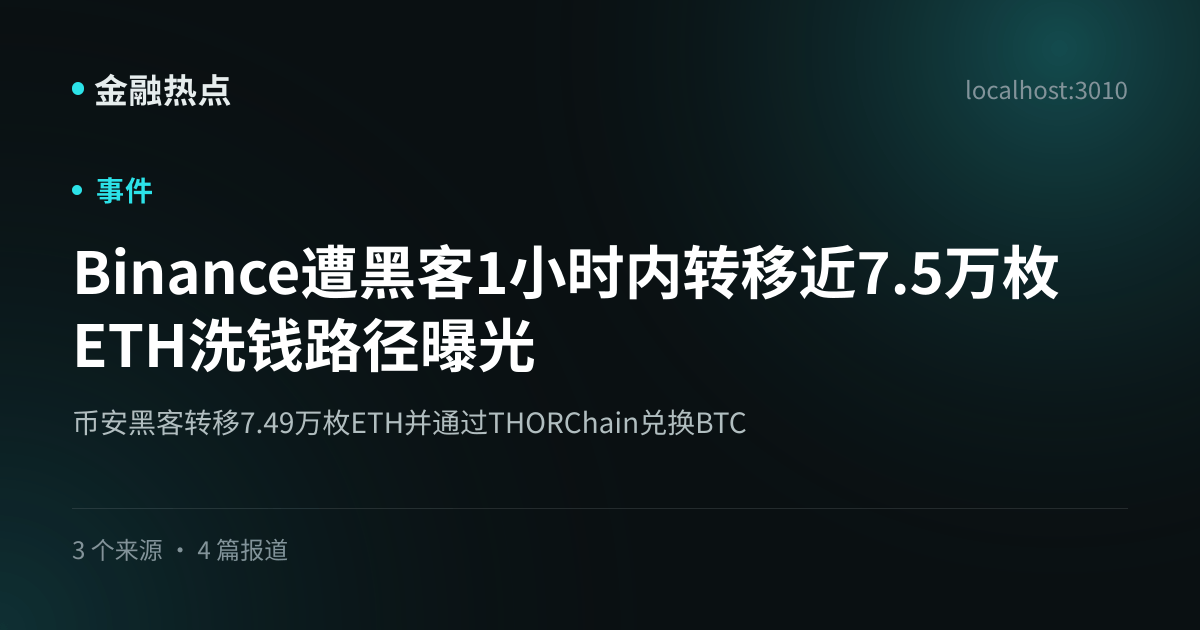 金融热点
localhost:3010
事件
Binance遭黑客1小时内转移近7.5万枚
ETH洗钱路径曝光
币安黑客转移7.49万枚ETH并通过THORChain兑换BTC
3 个来源 · 4 篇报道